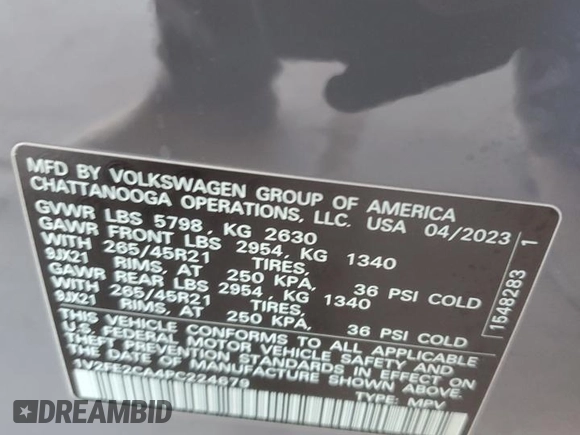 MFD BY VOLKSWAGEN GROUP OF AMERICA
CHATTANOOGA OPERATIONS, LLC. USA 04/2023
GVWR LBS 5798, KG 2630
GAWR FRONT LBS 2954, KG 1340
WITH 265/45R21 TIRES,
9JX21 RIMS, AT 250 KPA, 36 PSI COLD
GAWR REAR LBS 2954, KG 1340
WITH 265/45R21 TIRES,
9JX21 RIMS, AT 250 KPA, 36 PSI COLD
THIS VEHICLE CONFORMS TO ALL APPLICABLE
U.S. FEDERAL MOTOR VEHICLE SAFETY AND
THEFT PREVENTION STANDARDS IN EFFECT ON
THE DATE OF MANUFACTURE SHOWN ABOVE.
1V2FE2CA4PC224679
TYPE: MPV
1548283 1
DREAMBID